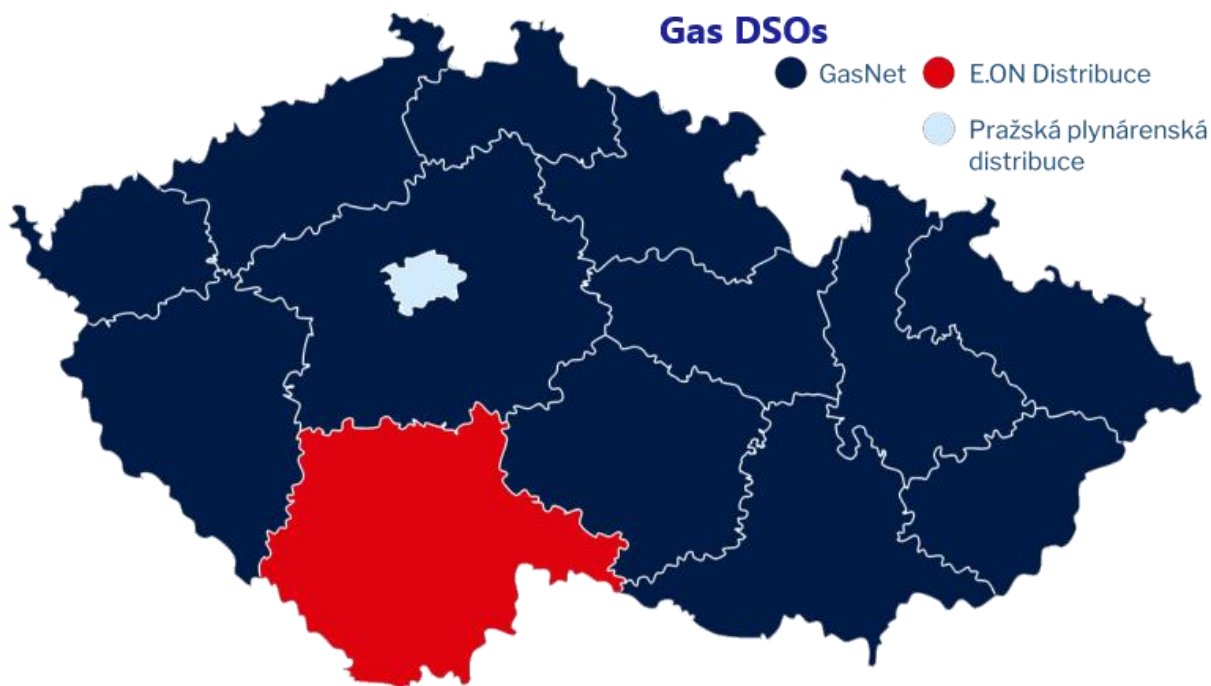 Gas DSOs
GasNet
E.ON Distribuce
Pražská plynárenská
distribuce